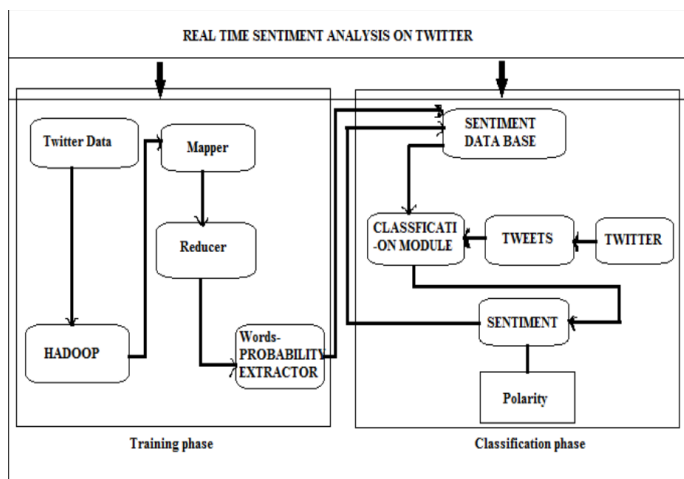 REAL TIME SENTIMENT ANALYSIS ON TWITTER
Twitter Data
Mapper
Reducer
HADOOP
Words-
PROBABILITY
EXTRACTOR
Training phase
SENTIMENT
DATA BASE
CLASSFICATI
-ON MODULE
TWEETS
TWITTER
SENTIMENT
Polarity
Classification phase